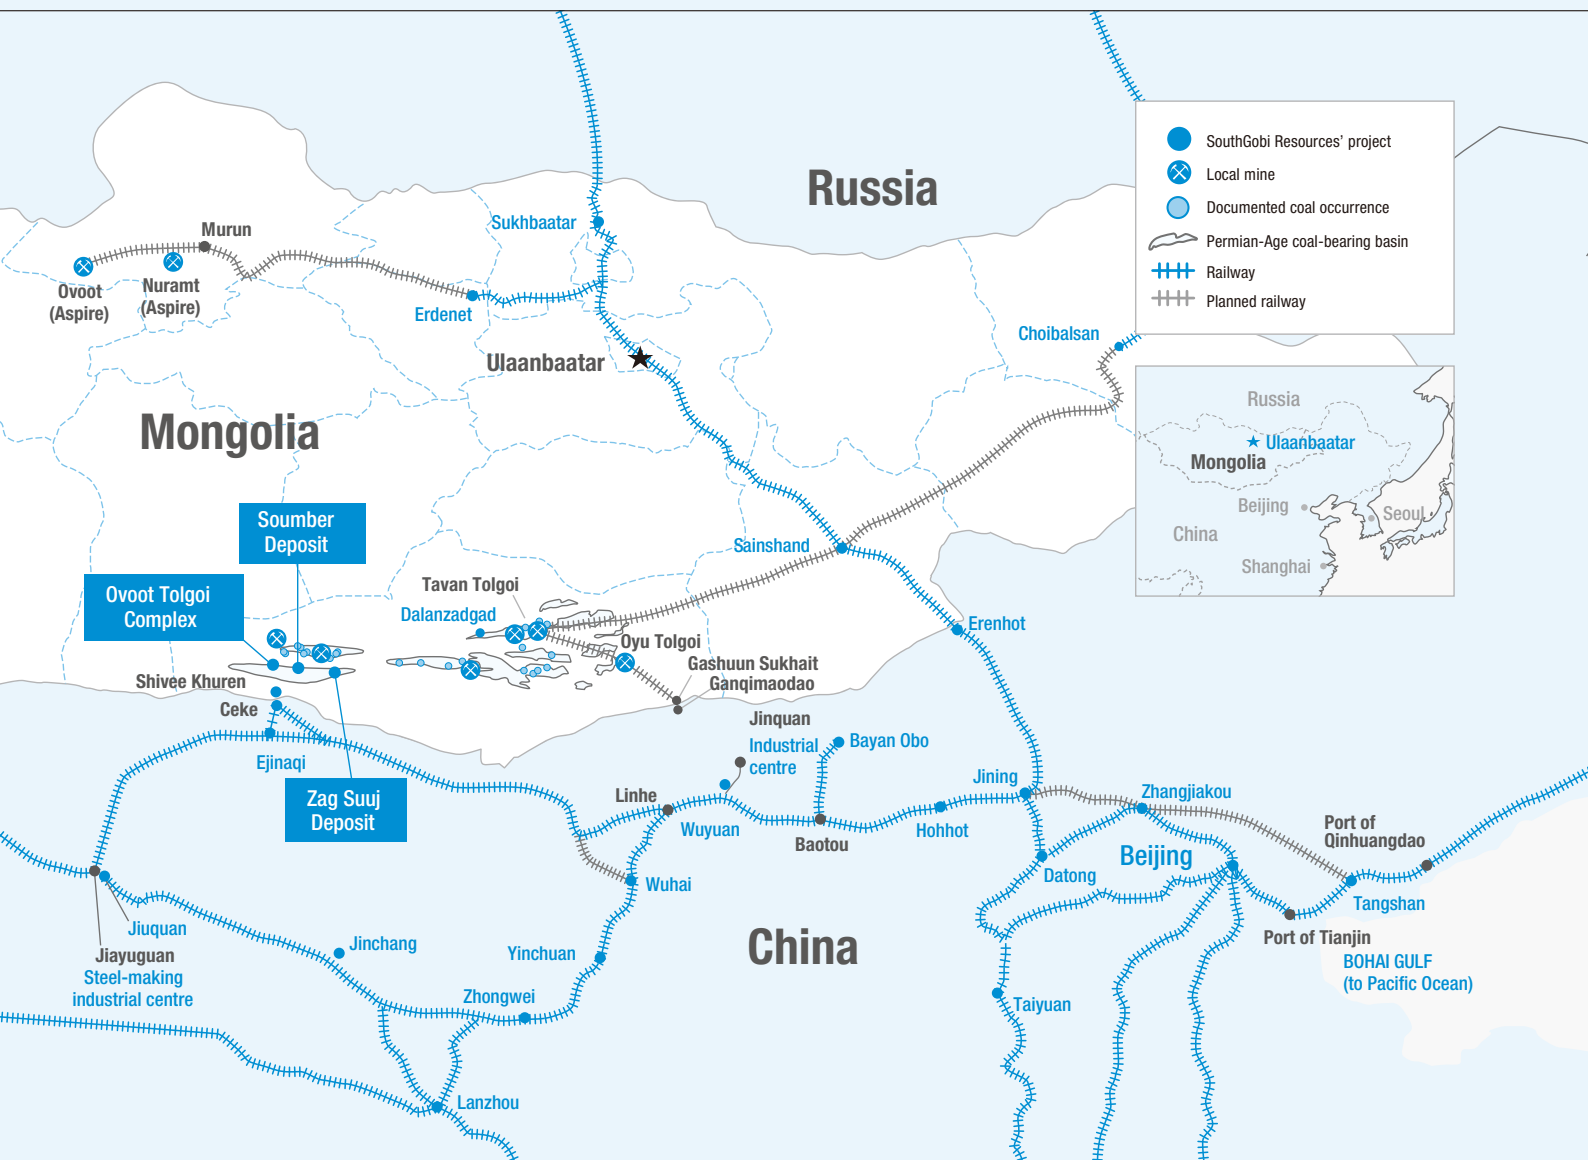 Russia
SouthGobi Resources' project
Local mine
Documented coal occurrence
Permian-Age coal-bearing basin
Railway
Planned railway
Sukhbaatar
Murun
Ovoot
(Aspire)
Nuramt
(Aspire)
Erdenet
Ulaanbaatar
Choibalsan
Mongolia
Russia
Ulaanbaatar
Mongolia
Beijing
Seoul
China
Shanghai
Soumber
Deposit
Sainshand
Ovoot Tolgoi
Complex
Tavan Tolgoi
Dalanzadgad
Oyu Tolgoi
Erenhot
Gashuun Sukhait
Ganqimaodao
Shivee Khuren
Ceke
Ejinaqi
Jinquan
Industrial
centre
Bayan Obo
Zag Suuj
Deposit
Linhe
Wuyuan
Baotou
Hohhot
Jining
Zhangjiakou
Port of
Qinhuangdao
Beijing
Datong
Tangshan
Wuhai
Port of Tianjin
BOHAI GULF
(to Pacific Ocean)
China
Jiuquan
Jiayuguan
Steel-making
industrial centre
Jinchang
Yinchuan
Zhongwei
Taiyuan
Lanzhou